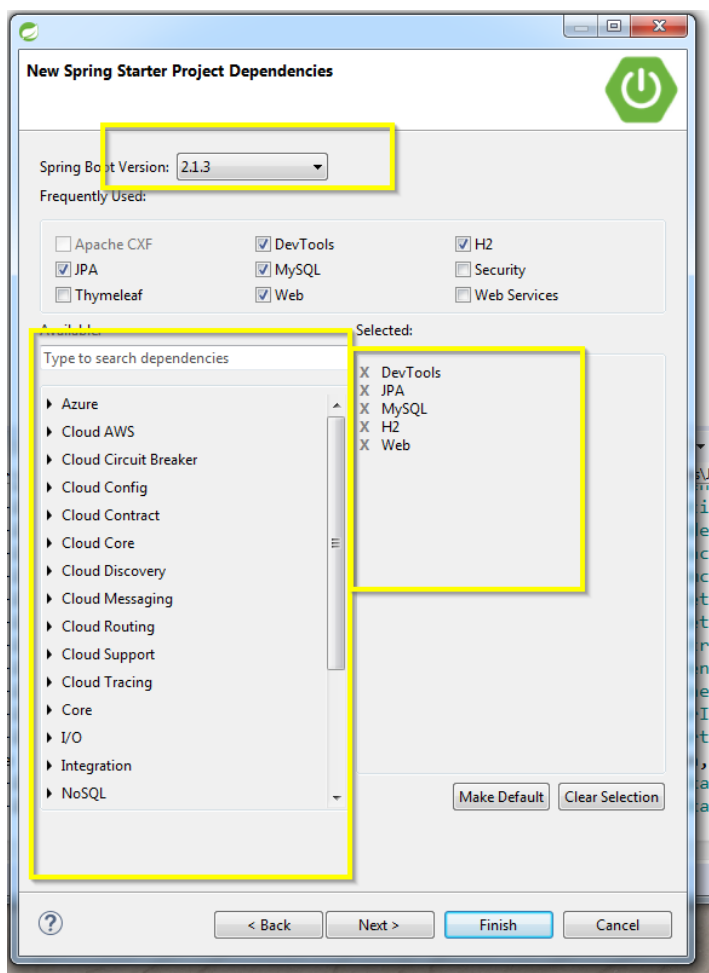 New Spring Starter Project Dependencies
Spring Boot Version: 2.1.3
Frequently Used:
Apache CXF DevTools H2
JPA MySQL Security
Thymeleaf Web Web Services
Available: Selected:
Type to search dependencies
X DevTools
X JPA
X MySQL
X H2
X Web
Azure
Cloud AWS
Cloud Circuit Breaker
Cloud Config
Cloud Contract
Cloud Core
Cloud Discovery
Cloud Messaging
Cloud Routing
Cloud Support
Cloud Tracing
Core
I/O
Integration
NoSQL
Make Default Clear Selection
? < Back Next > Finish Cancel